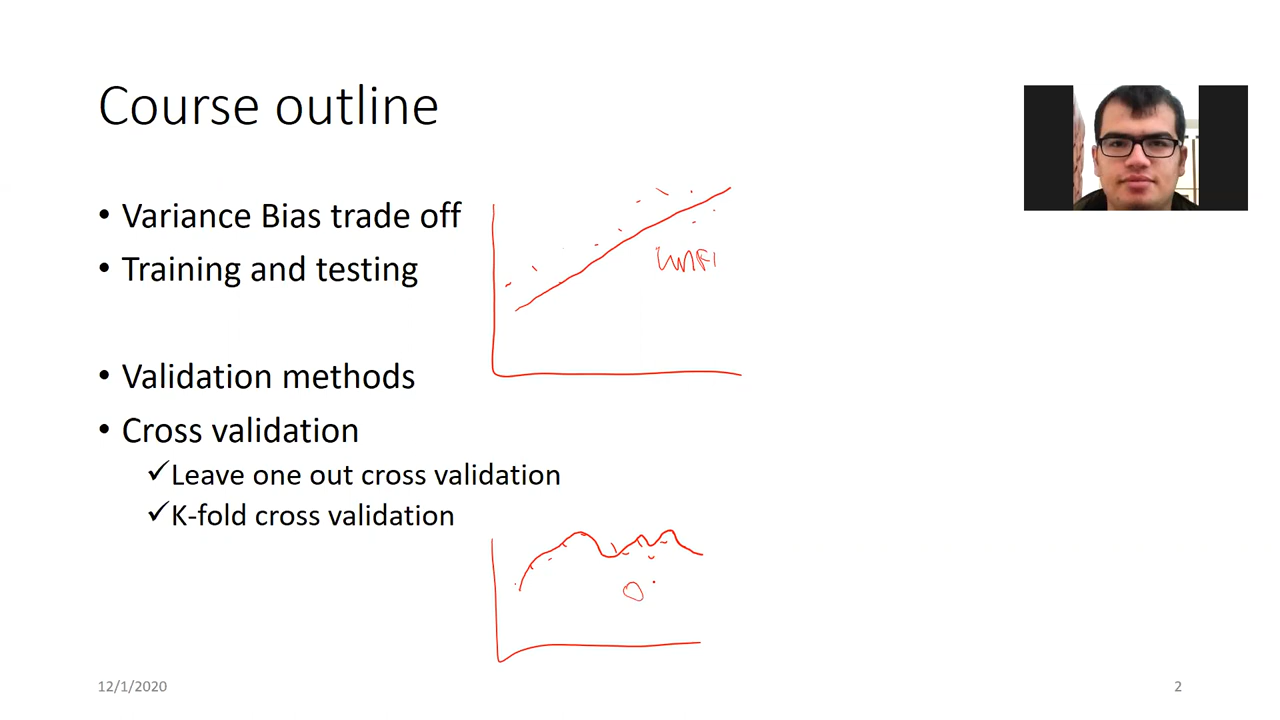 Course outline
• Variance Bias trade off
• Training and testing
• Validation methods
• Cross validation
✓Leave one out cross validation
✓K-fold cross validation
12/1/2020
2